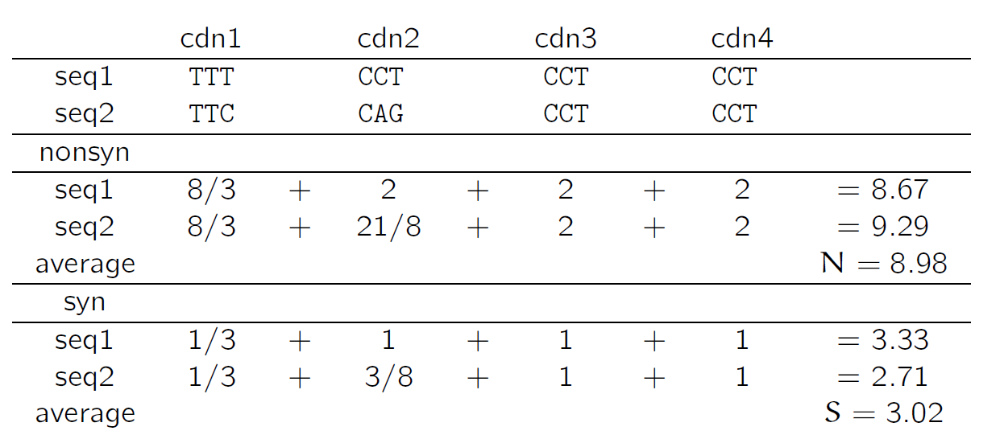 cdn1 cdn2 cdn3 cdn4
seq1 TTT CCT CCT CCT
seq2 TTC CAG CCT CCT
nonsyn
seq1 8/3 + 2 + 2 + 2 = 8.67
seq2 8/3 + 21/8 + 2 + 2 = 9.29
average N = 8.98
syn
seq1 1/3 + 1 + 1 + 1 = 3.33
seq2 1/3 + 3/8 + 1 + 1 = 2.71
average S = 3.02